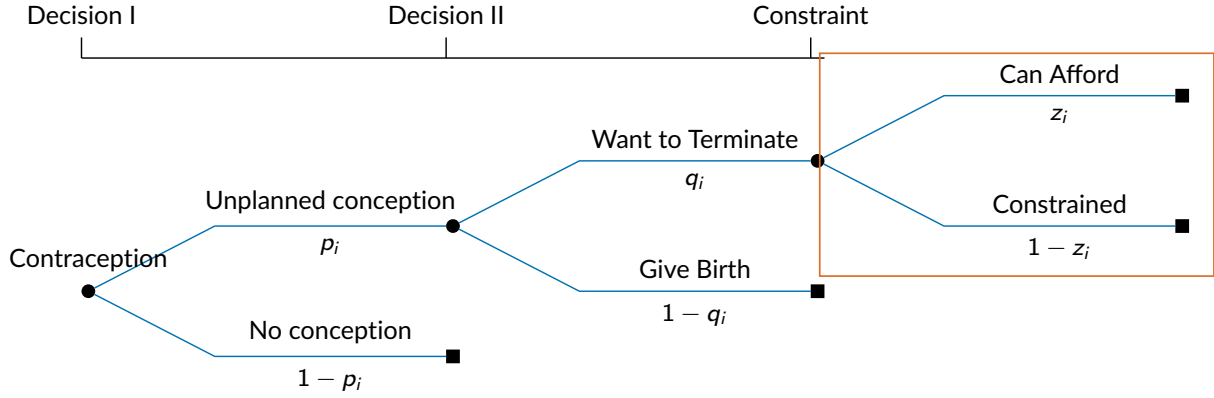 Decision I
Decision II
Constraint
Can Afford
z_i
Want to Terminate
q_i
Constrained
1 − z_i
Unplanned conception
p_i
Contraception
Give Birth
1 − q_i
No conception
1 − p_i